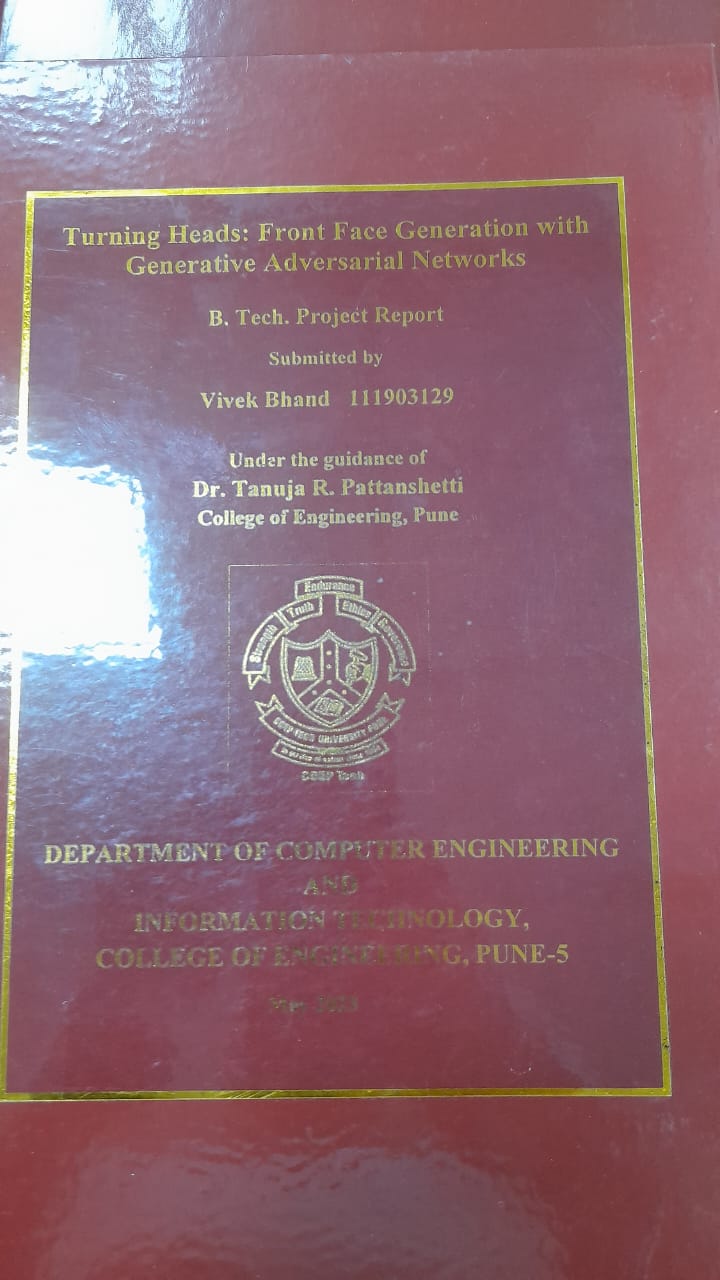 Turning Heads: Front Face Generation with
Generative Adversarial Networks
B. Tech. Project Report
Submitted by
Vivek Bhand 111903129
Under the guidance of
Dr. Tanuja R. Pattanshetti
College of Engineering, Pune
Endurance
Truth Ethics
Strength
COEP TECH UNIVERSITY PUNE
COEP Tech
DEPARTMENT OF COMPUTER ENGINEERING
AND
INFORMATION TECHNOLOGY,
COLLEGE OF ENGINEERING, PUNE-5
May 2023